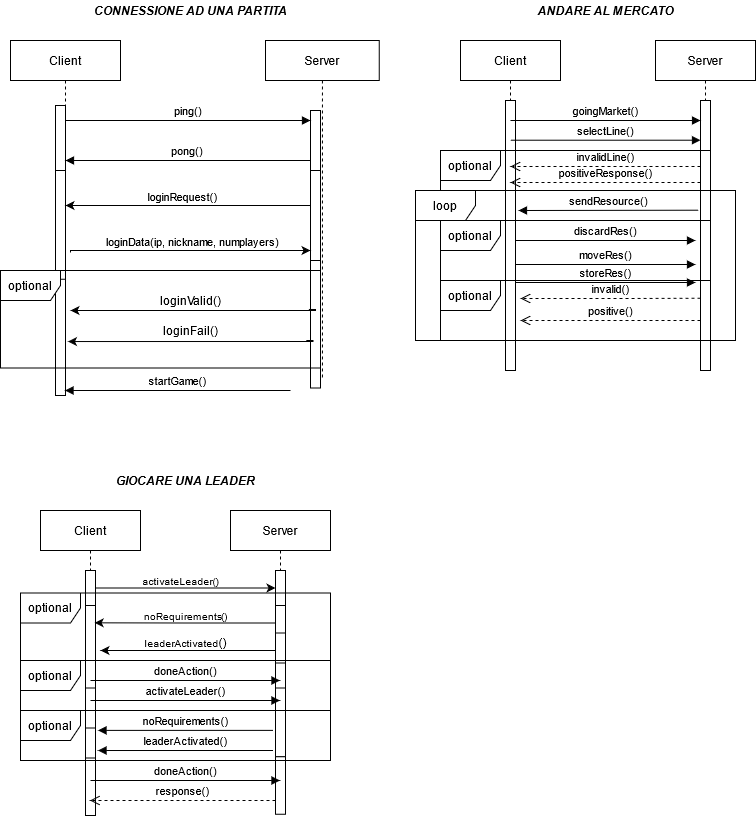 CONNESSIONE AD UNA PARTITA
Client
Server
ping()
pong()
loginRequest()
loginData(ip, nickname, numplayers)
optional
loginValid()
loginFail()
startGame()
ANDARE AL MERCATO
Client
Server
goingMarket()
selectLine()
optional
invalidLine()
positiveResponse()
loop
sendResource()
optional
discardRes()
moveRes()
storeRes()
optional
invalid()
positive()
GIOCARE UNA LEADER
Client
Server
activateLeader()
optional
noRequirements()
leaderActivated()
optional
doneAction()
activateLeader()
optional
noRequirements()
leaderActivated()
doneAction()
response()